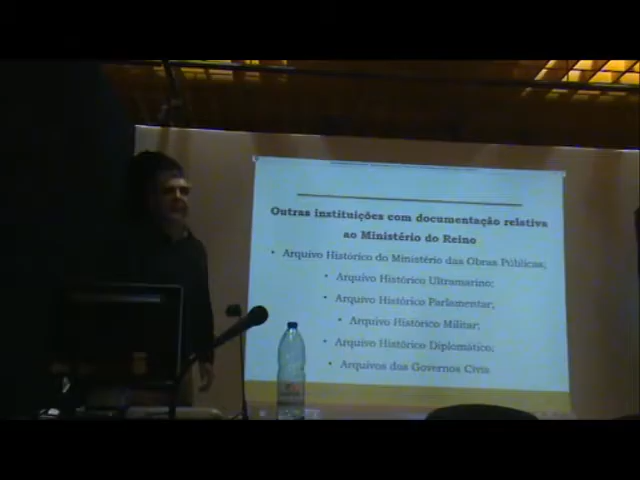 Outras instituições com documentação relativa
ao Ministério do Reino
• Arquivo Histórico do Ministério das Obras Públicas;
• Arquivo Histórico Ultramarino;
• Arquivo Histórico Parlamentar;
• Arquivo Histórico Militar;
• Arquivo Histórico Diplomático;
• Arquivos dos Governos Civis